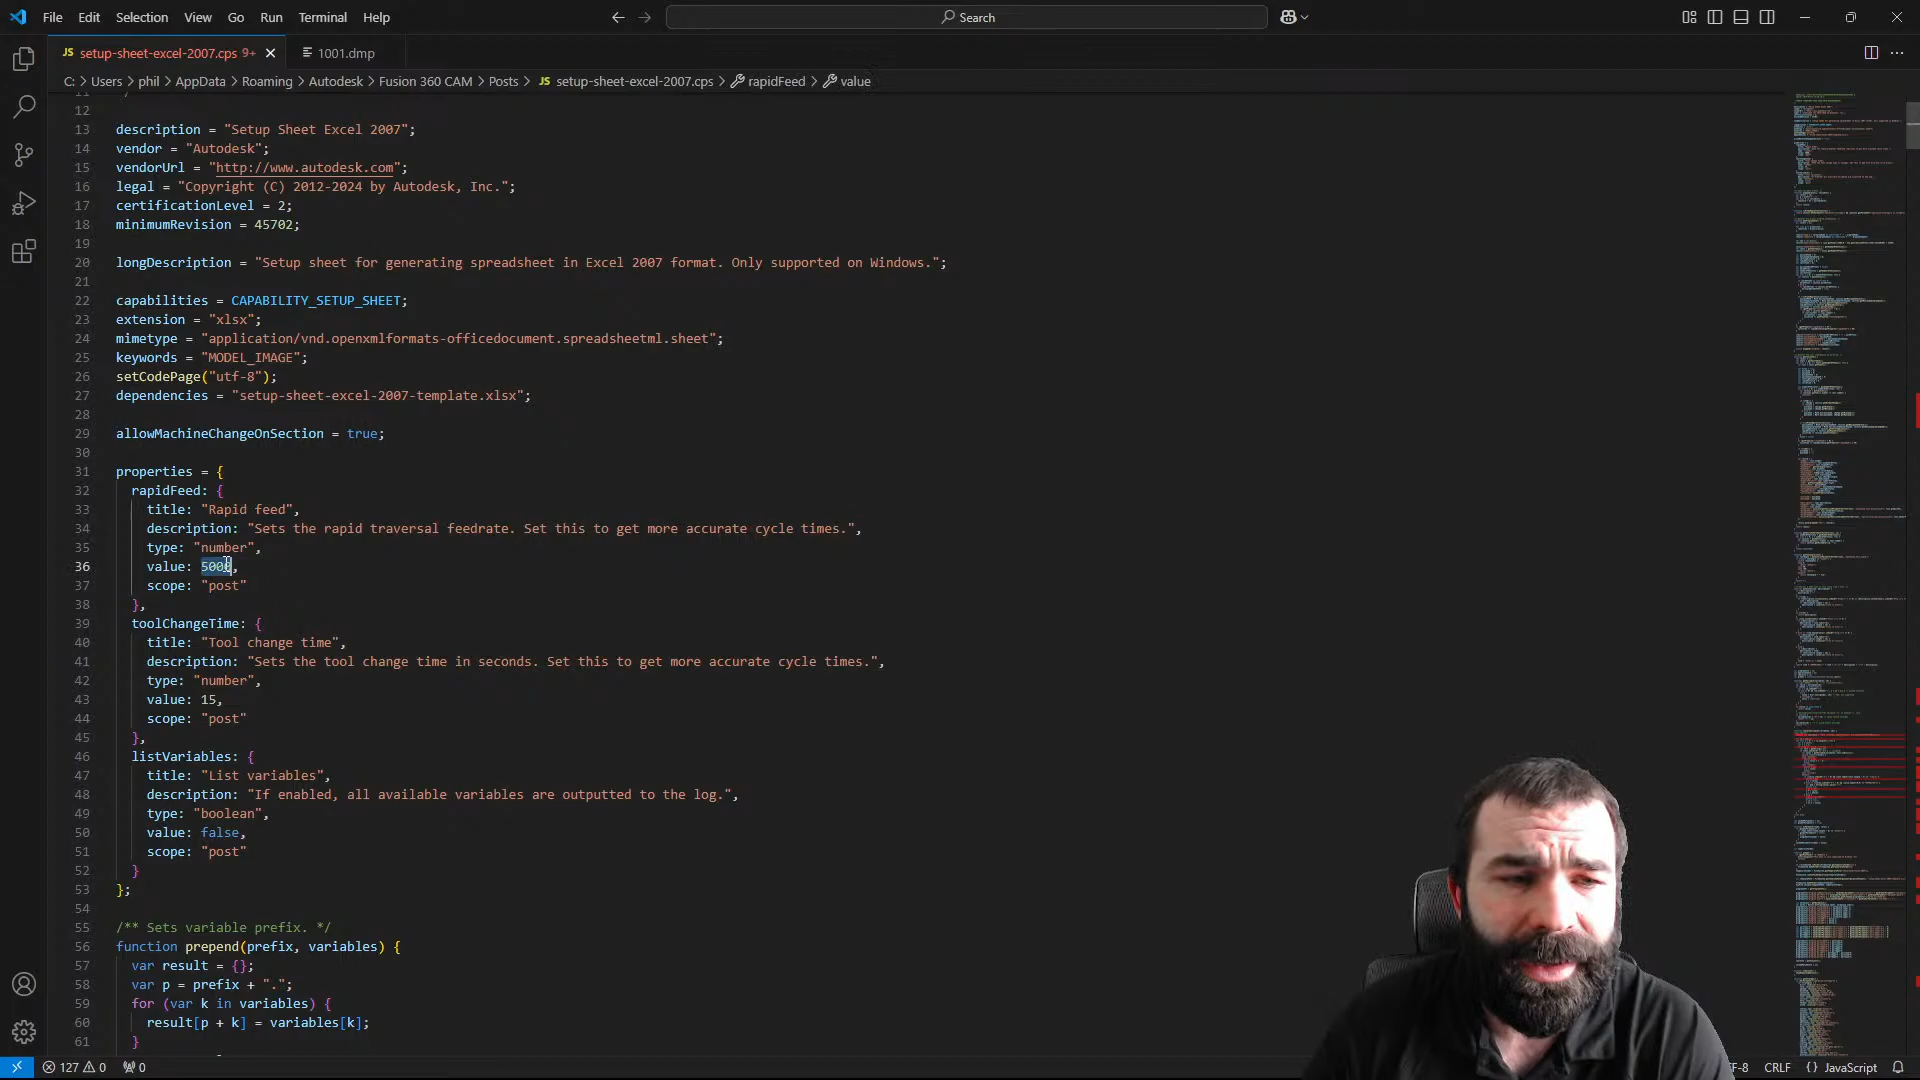 File Edit Selection View Go Run Terminal Help
Search
JS setup-sheet-excel-2007.cps 9+
1001.dmp
C: > Users > phil > AppData > Roaming > Autodesk > Fusion 360 CAM > Posts > JS setup-sheet-excel-2007.cps > rapidFeed > value
12
13 description = "Setup Sheet Excel 2007";
14 vendor = "Autodesk";
15 vendorUrl = "http://www.autodesk.com";
16 legal = "Copyright (C) 2012-2024 by Autodesk, Inc.";
17 certificationLevel = 2;
18 minimumRevision = 45702;
19
20 longDescription = "Setup sheet for generating spreadsheet in Excel 2007 format. Only supported on Windows.";
21
22 capabilities = CAPABILITY_SETUP_SHEET;
23 extension = "xlsx";
24 mimetype = "application/vnd.openxmlformats-officedocument.spreadsheetml.sheet";
25 keywords = "MODEL_IMAGE";
26 setCodePage("utf-8");
27 dependencies = "setup-sheet-excel-2007-template.xlsx";
28
29 allowMachineChangeOnSection = true;
30
31 properties = {
32 rapidFeed: {
33 title: "Rapid feed",
34 description: "Sets the rapid traversal feedrate. Set this to get more accurate cycle times.",
35 type: "number",
36 value: 5000,
37 scope: "post"
38 },
39 toolChangeTime: {
40 title: "Tool change time",
41 description: "Sets the tool change time in seconds. Set this to get more accurate cycle times.",
42 type: "number",
43 value: 15,
44 scope: "post"
45 },
46 listVariables: {
47 title: "List variables",
48 description: "If enabled, all available variables are outputted to the log.",
49 type: "boolean",
50 value: false,
51 scope: "post"
52 }
53 };
54
55 /** Sets variable prefix. */
56 function prepend(prefix, variables) {
57 var result = {};
58 var p = prefix + ".";
59 for (var k in variables) {
60 result[p + k] = variables[k];
61 }
127 0 0
F-8 CRLF {} JavaScript